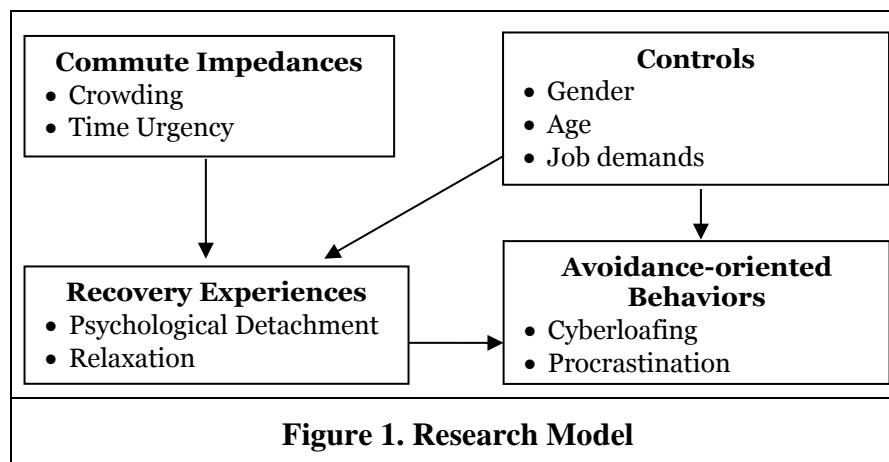 Commute Impedances
• Crowding
• Time Urgency
Controls
• Gender
• Age
• Job demands
Recovery Experiences
• Psychological Detachment
• Relaxation
Avoidance-oriented
Behaviors
• Cyberloafing
• Procrastination
Figure 1. Research Model